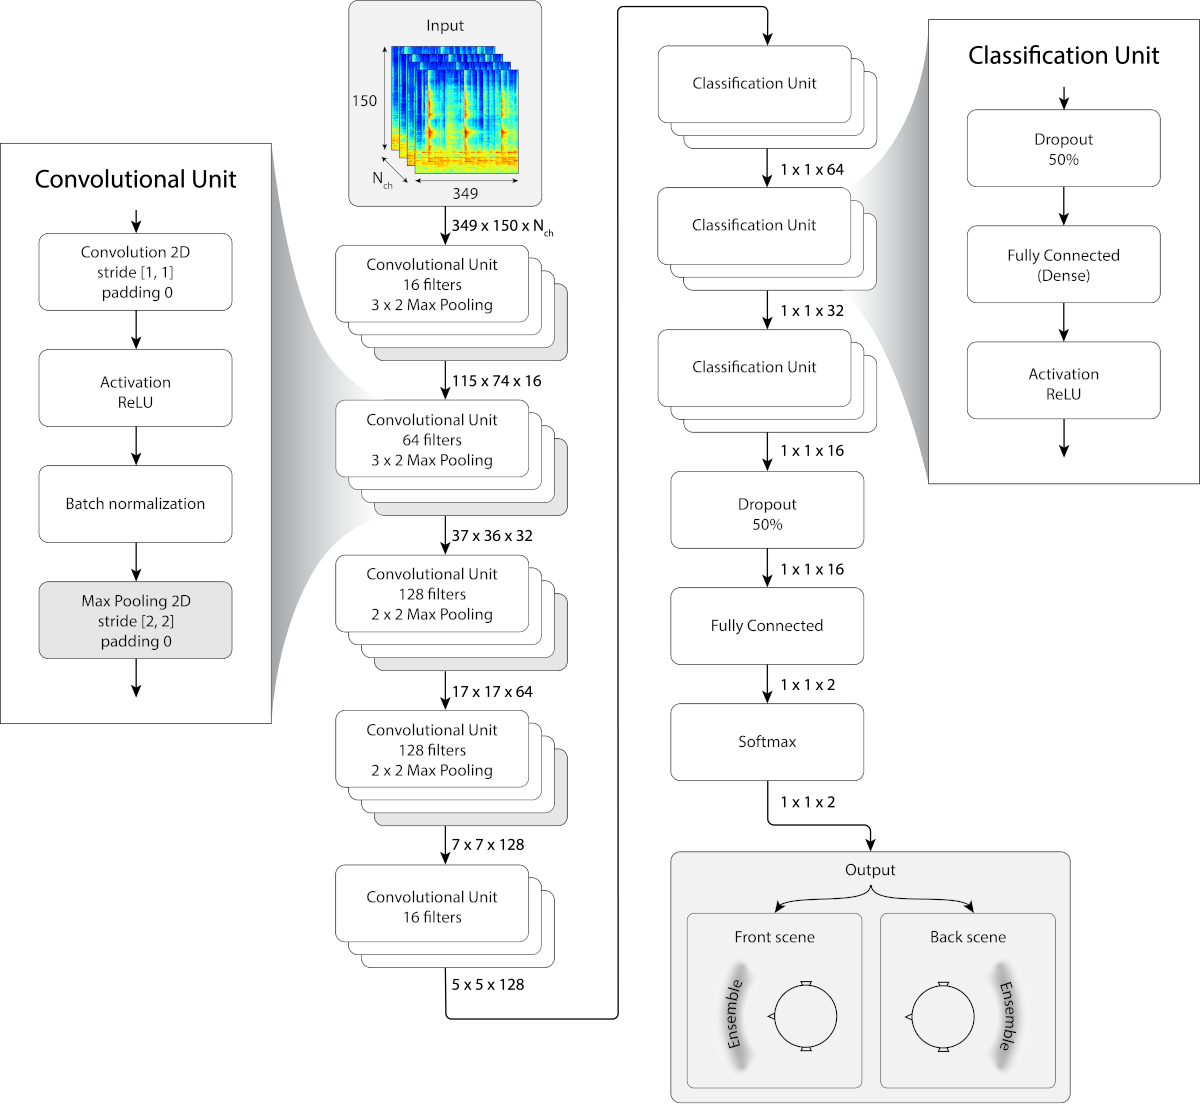 Convolutional Unit
Convolution 2D
stride [1, 1]
padding 0
Activation
ReLU
Batch normalization
Max Pooling 2D
stride [2, 2]
padding 0
Input
150
Nch
349
349 x 150 x Nch
Convolutional Unit
16 filters
3 x 2 Max Pooling
115 x 74 x 16
Convolutional Unit
64 filters
3 x 2 Max Pooling
37 x 36 x 32
Convolutional Unit
128 filters
2 x 2 Max Pooling
17 x 17 x 64
Convolutional Unit
128 filters
2 x 2 Max Pooling
7 x 7 x 128
Convolutional Unit
16 filters
5 x 5 x 128
Classification Unit
1 x 1 x 64
Classification Unit
1 x 1 x 32
Classification Unit
1 x 1 x 16
Dropout
50%
1 x 1 x 16
Fully Connected
1 x 1 x 2
Softmax
1 x 1 x 2
Output
Front scene
Ensemble
Back scene
Ensemble
Classification Unit
Dropout
50%
Fully Connected
(Dense)
Activation
ReLU